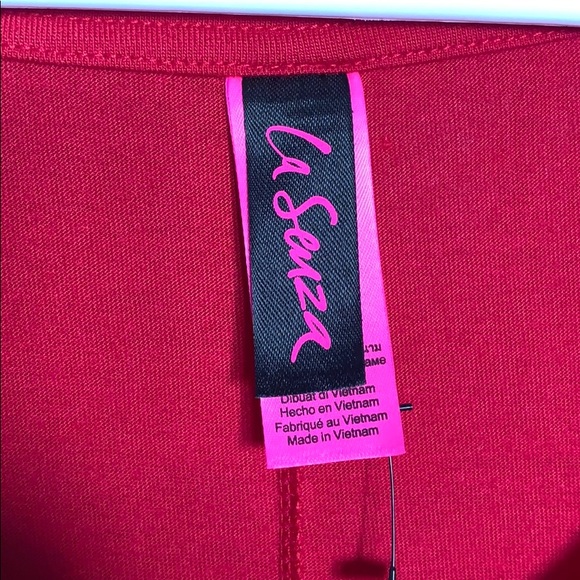 la Senza
Dibuat di Vietnam
Hecho en Vietnam
Fabriqué au Vietnam
Made in Vietnam